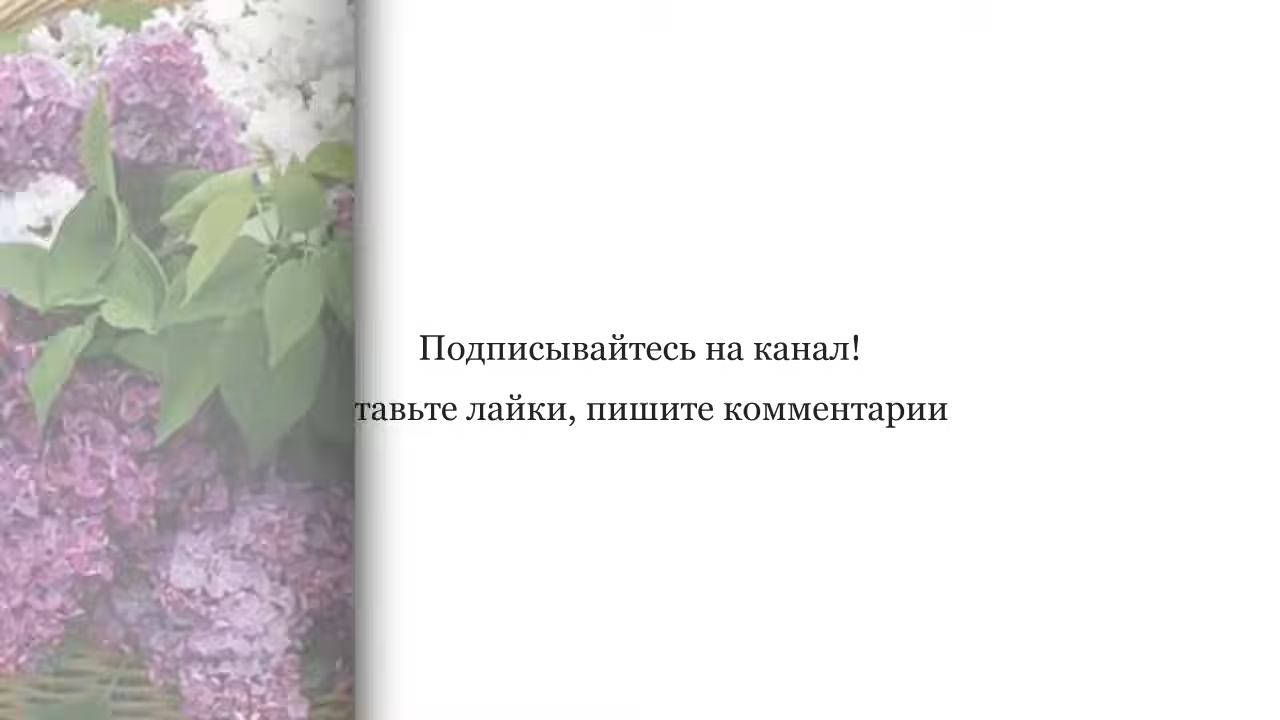 Подписывайтесь на канал!
тавьте лайки, пишите комментарии